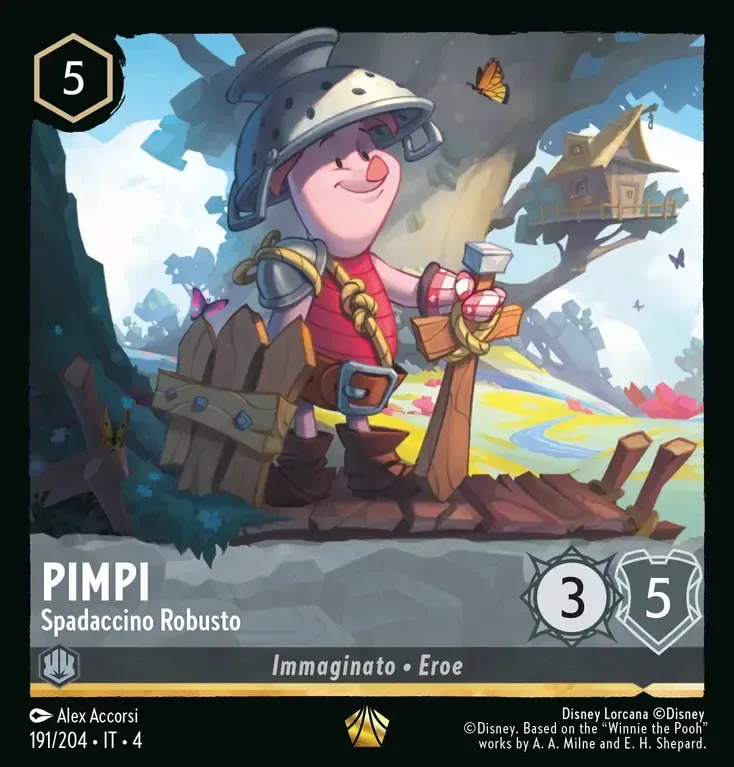 5
PIMPI
Spadaccino Robusto
3
5
Immaginato • Eroe
Alex Accorsi
191/204 • IT • 4
Disney Lorcana ©Disney
©Disney. Based on the “Winnie the Pooh”
works by A. A. Milne and E. H. Shepard.